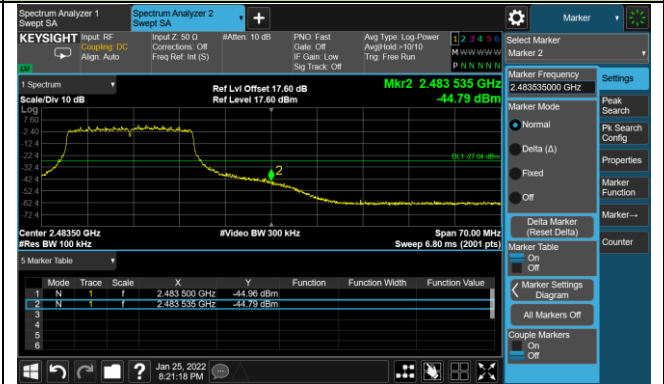 Spectrum Analyzer 1
Swept SA
Spectrum Analyzer 2
Swept SA
+
Marker
KEYSIGHT
Input: RF
Coupling: DC
Align: Auto
Input Z: 50 Ω
Corrections: Off
Freq Ref: Int (S)
#Atten: 10 dB
PNO: Fast
Gate: Off
IF Gain: Low
Sig Track: Off
Avg Type: Log-Power
Avg|Hold:>10/10
Trig: Free Run
1 2 3 4 5 6
M W W W W W
P N N N N N
Select Marker
Marker 2
1 Spectrum
Scale/Div 10 dB
Log
Ref Lvl Offset 17.60 dB
Ref Level 17.60 dBm
Mkr2 2.483 535 GHz
-44.79 dBm
7.60
-2.40
-12.4
-22.4
-32.4
-42.4
-52.4
-62.4
-72.4
DL1 -27.64 dBm
2
Center 2.48350 GHz
#Res BW 100 kHz
#Video BW 300 kHz
Span 70.00 MHz
Sweep 6.80 ms (2001 pts)
5 Marker Table
Mode Trace Scale X Y Function Function Width Function Value
1 N 1 f 2.483 500 GHz -44.96 dBm
2 N 1 f 2.483 535 GHz -44.79 dBm
3
4
5
6
Marker Frequency
2.483535000 GHz
Marker Mode
Normal
Delta (Δ)
Fixed
Off
Delta Marker
(Reset Delta)
Marker Table
On
Off
Marker Settings
Diagram
All Markers Off
Couple Markers
On
Off
Settings
Peak
Search
Pk Search
Config
Properties
Marker
Function
Marker→
Counter
?
Jan 25, 2022
8:21:18 PM